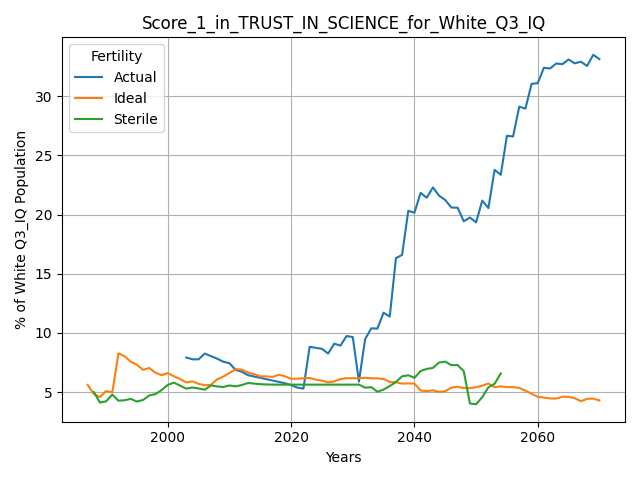 Score_1_in_TRUST_IN_SCIENCE_for_White_Q3_IQ
Fertility
Actual
Ideal
Sterile
% of White Q3_IQ Population
30
25
20
15
10
5
2000
2020
2040
2060
Years